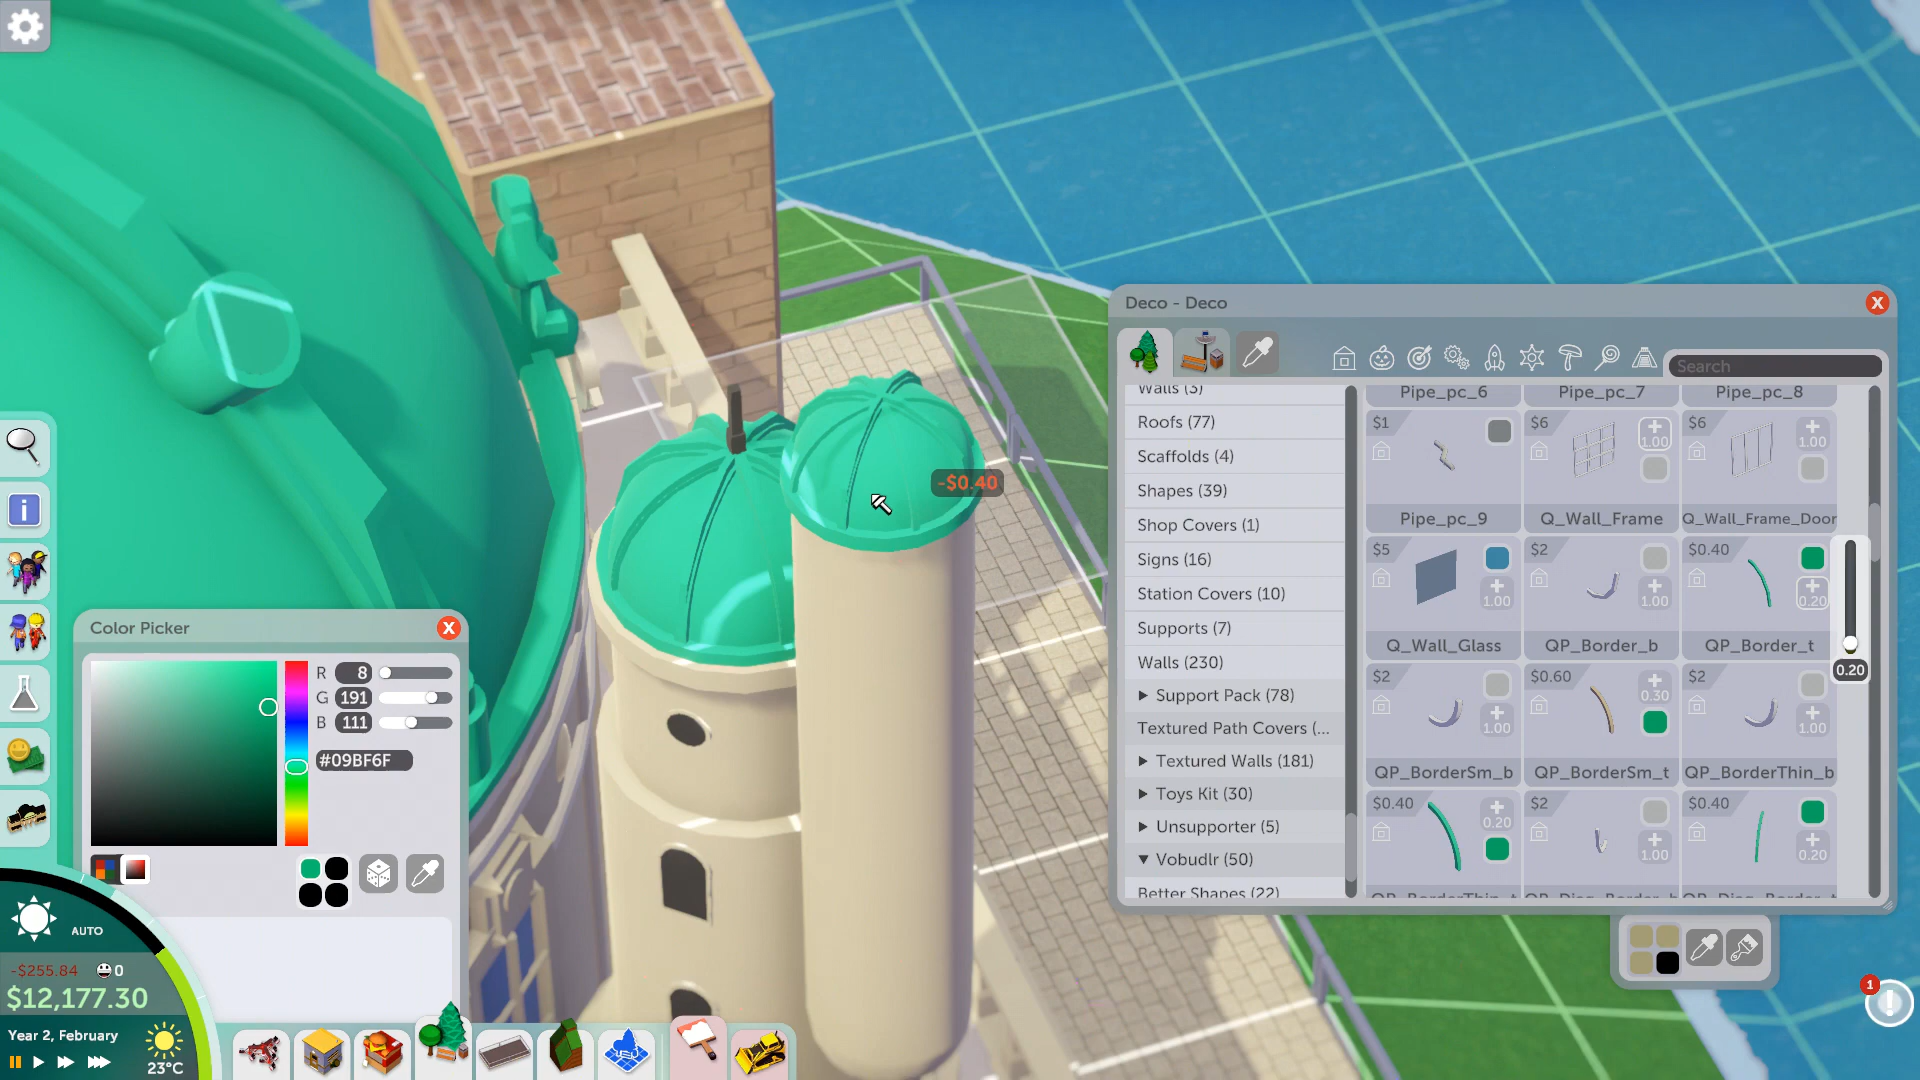 Deco - Deco
X
Search
Walls (3)
Roofs (77)
Scaffolds (4)
Shapes (39)
Shop Covers (1)
Signs (16)
Station Covers (10)
Supports (7)
Walls (230)
Support Pack (78)
Textured Path Covers (...
Textured Walls (181)
Toys Kit (30)
Unsupporter (5)
Vobudlr (50)
Better Shapes (22)
Pipe_pc_6
Pipe_pc_7
Pipe_pc_8
$1
$6
1.00
$6
1.00
Pipe_pc_9
Q_Wall_Frame
Q_Wall_Frame_Door
$5
1.00
$2
1.00
$0.40
0.20
Q_Wall_Glass
QP_Border_b
QP_Border_t
0.20
$2
1.00
$0.60
0.30
$2
1.00
QP_BorderSm_b
QP_BorderSm_t
QP_BorderThin_b
$0.40
0.20
$2
1.00
$0.40
0.20
-$0.40
Color Picker
X
R 8
G 191
B 111
#09BF6F
AUTO
-$255.84
0
$12,177.30
Year 2, February
23°C
1